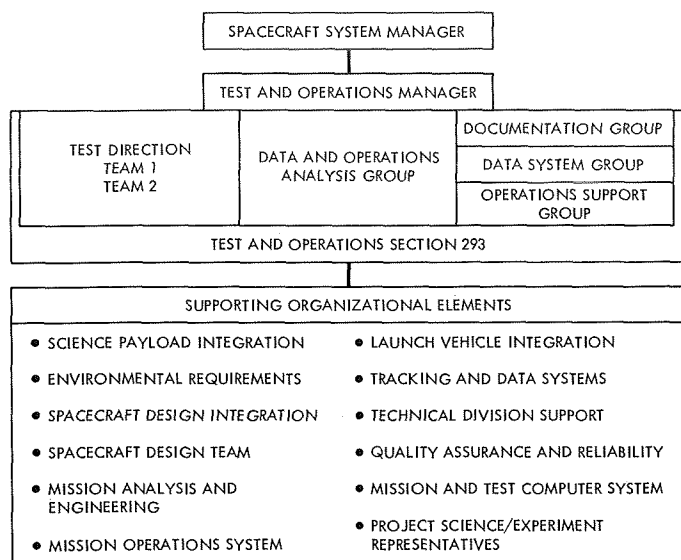 SPACECRAFT SYSTEM MANAGER
TEST AND OPERATIONS MANAGER
TEST DIRECTION
TEAM 1
TEAM 2
DATA AND OPERATIONS
ANALYSIS GROUP
DOCUMENTATION GROUP
DATA SYSTEM GROUP
OPERATIONS SUPPORT
GROUP
TEST AND OPERATIONS SECTION 293
SUPPORTING ORGANIZATIONAL ELEMENTS
• SCIENCE PAYLOAD INTEGRATION
• ENVIRONMENTAL REQUIREMENTS
• SPACECRAFT DESIGN INTEGRATION
• SPACECRAFT DESIGN TEAM
• MISSION ANALYSIS AND
ENGINEERING
• MISSION OPERATIONS SYSTEM
• LAUNCH VEHICLE INTEGRATION
• TRACKING AND DATA SYSTEMS
• TECHNICAL DIVISION SUPPORT
• QUALITY ASSURANCE AND RELIABILITY
• MISSION AND TEST COMPUTER SYSTEM
• PROJECT SCIENCE/EXPERIMENT
REPRESENTATIVES